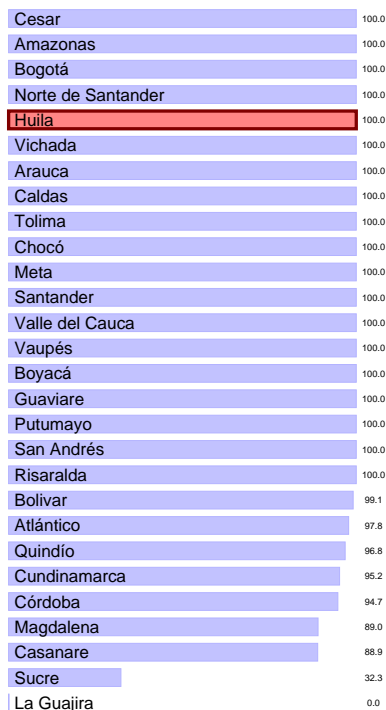 Cesar 100.0
Amazonas 100.0
Bogotá 100.0
Norte de Santander 100.0
Huila 100.0
Vichada 100.0
Arauca 100.0
Caldas 100.0
Tolima 100.0
Chocó 100.0
Meta 100.0
Santander 100.0
Valle del Cauca 100.0
Vaupés 100.0
Boyacá 100.0
Guaviare 100.0
Putumayo 100.0
San Andrés 100.0
Risaralda 100.0
Bolivar 99.1
Atlántico 97.8
Quindío 96.8
Cundinamarca 95.2
Córdoba 94.7
Magdalena 89.0
Casanare 88.9
Sucre 32.3
La Guajira 0.0